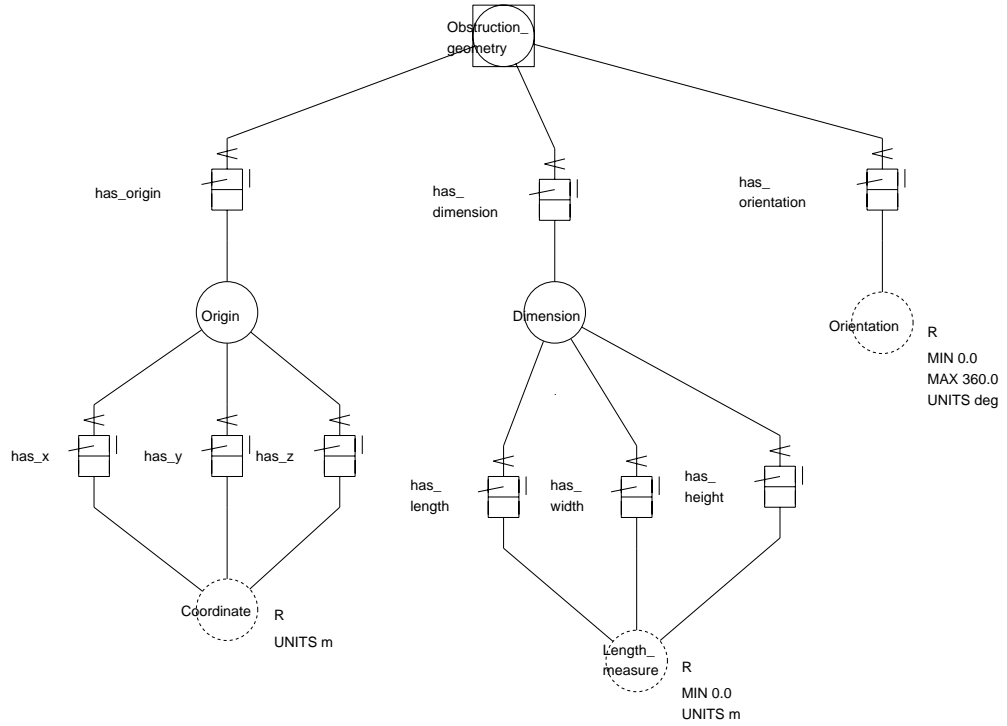 Obstruction_
geometry
has_origin
has_
dimension
has_
orientation
Origin
Dimension
Orientation
R
MIN 0.0
MAX 360.0
UNITS deg
has_x
has_y
has_z
has_
length
has_
width
has_
height
Coordinate
R
UNITS m
Length_
measure
R
MIN 0.0
UNITS m